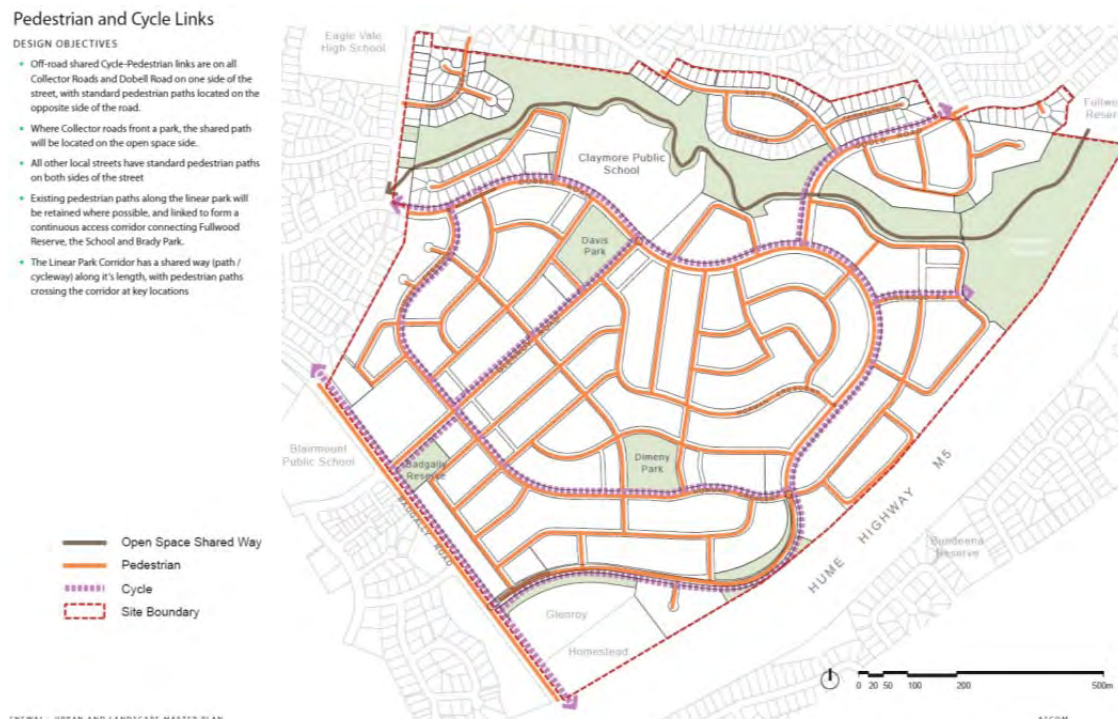 Pedestrian and Cycle Links
DESIGN OBJECTIVES
Off-road shared Cycle-Pedestrian links are on all
Collector Roads and Dobell Road on one side of the
street, with standard pedestrian paths located on the
opposite side of the road.
Where Collector roads front a park, the shared path
will be located on the open space side.
All other local streets have standard pedestrian paths
on both sides of the street
Existing pedestrian paths along the linear park will
be retained where possible, and linked to form a
continuous access corridor connecting Fullwood
Reserve, the School and Brady Park.
The Linear Park Corridor has a shared way (path /
cycleway) along it's length, with pedestrian paths
crossing the corridor at key locations
Eagle Vale
High School
Claymore Public
School
Davis
Park
Blairmount
Public School
Badgally
Reserve
Dimeny
Park
BADGALLY ROAD
HUME HIGHWAY M5
Bundeena
Reserve
Glenroy
Homestead
Open Space Shared Way
Pedestrian
Cycle
Site Boundary
0 20 50 100 200 500m